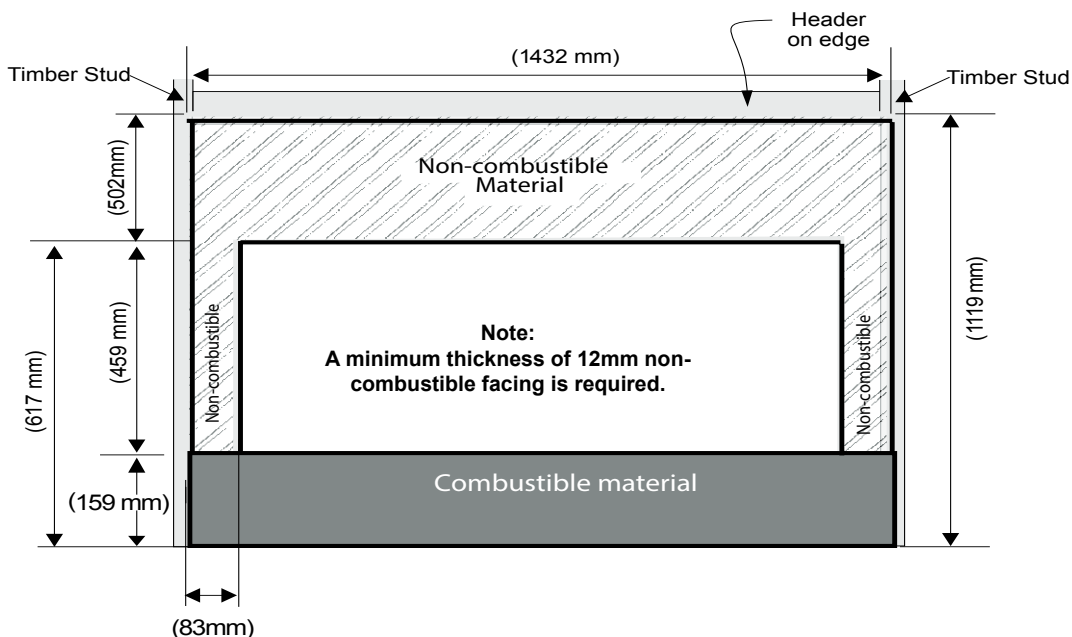 Header
on edge
(1432 mm)
Timber Stud
Timber Stud
Non-combustible
Material
(502mm)
(459 mm)
(617 mm)
(1119 mm)
Non-combustible
Note:
A minimum thickness of 12mm non-
combustible facing is required.
Non-combustible
Combustible material
(159 mm)
(83mm)